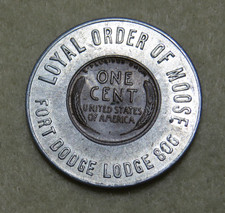 LOYAL ORDER OF MOOSE
ONE
CENT
UNITED STATES
OF AMERICA
FORT DODGE LODGE